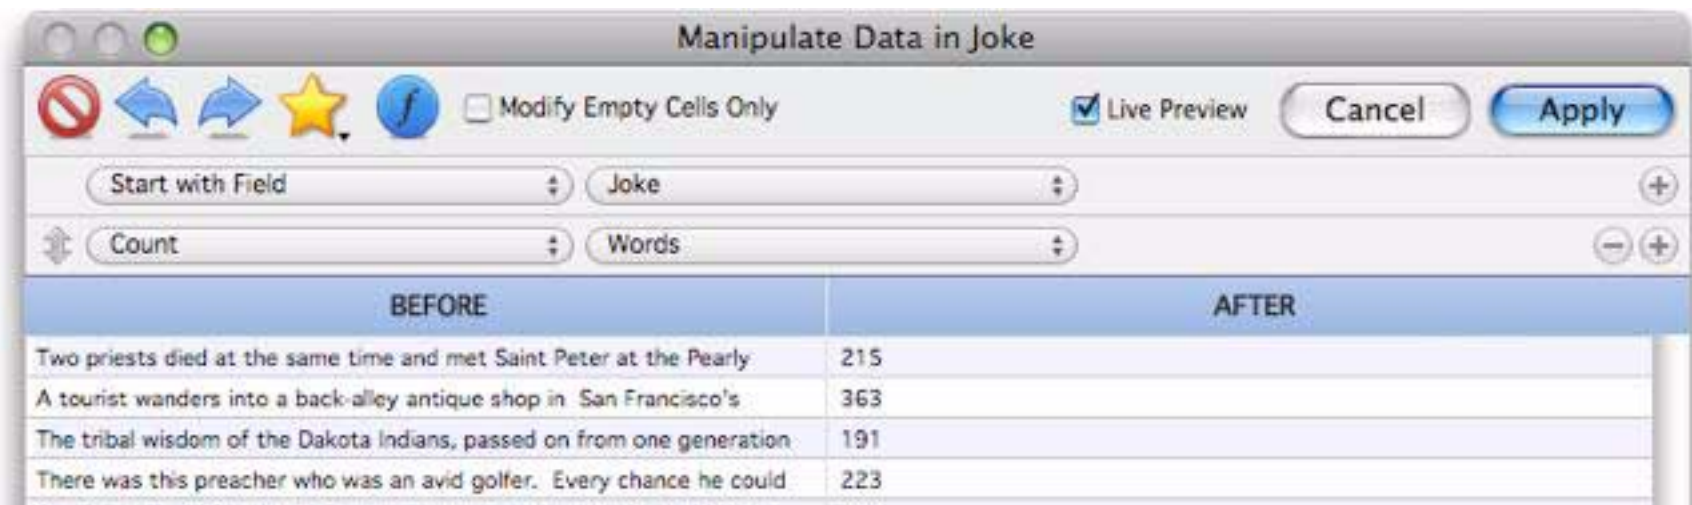 Manipulate Data in Joke
f Modify Empty Cells Only Live Preview Cancel Apply
Start with Field Joke
Count Words
BEFORE AFTER
Two priests died at the same time and met Saint Peter at the Pearly 215
A tourist wanders into a back-alley antique shop in  San Francisco's 363
The tribal wisdom of the Dakota Indians, passed on from one generation 191
There was this preacher who was an avid golfer.  Every chance he could 223